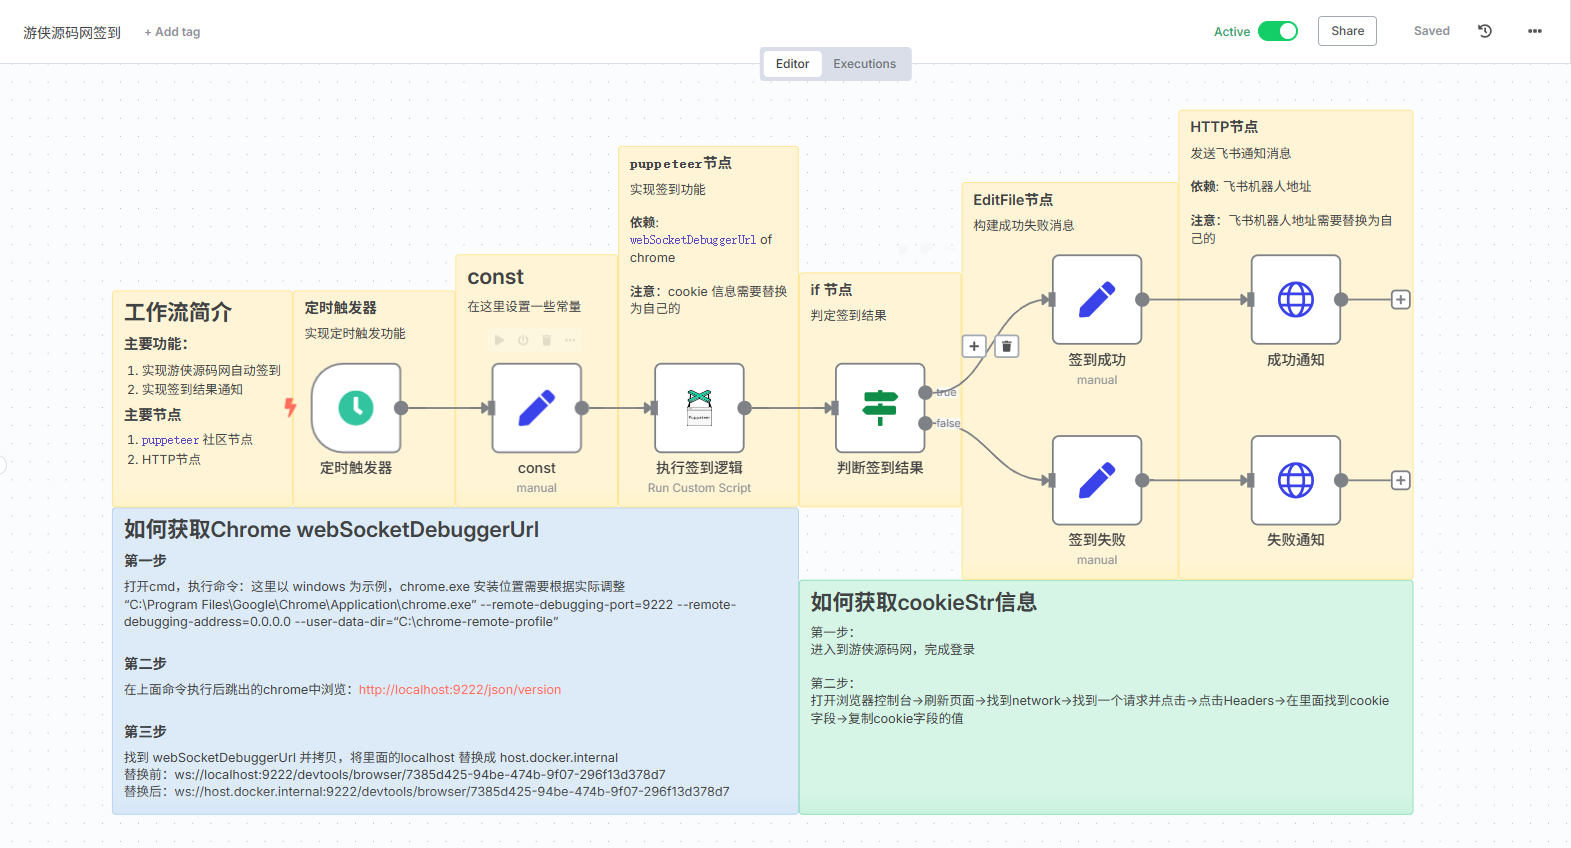 游侠源码网签到
+ Add tag
Active
Share
Saved
Editor
Executions
工作流简介
主要功能：
1. 实现游侠源码网自动签到
2. 实现签到结果通知
主要节点
1. puppeteer 社区节点
2. HTTP节点
定时触发器
实现定时触发功能
定时触发器
const
在这里设置一些常量
const
manual
puppeteer节点
实现签到功能
依赖:
webSocketDebuggerUrl of
chrome
注意：cookie 信息需要替换
为自己的
Puppeteer
执行签到逻辑
Run Custom Script
if 节点
判定签到结果
true
false
判断签到结果
EditFile节点
构建成功失败消息
签到成功
manual
签到失败
manual
HTTP节点
发送飞书通知消息
依赖: 飞书机器人地址
注意：飞书机器人地址需要替换为自
己的
成功通知
失败通知
如何获取Chrome webSocketDebuggerUrl
第一步
打开cmd，执行命令：这里以 windows 为示例，chrome.exe 安装位置需要根据实际调整
“C:\Program Files\Google\Chrome\Application\chrome.exe” --remote-debugging-port=9222 --remote-
debugging-address=0.0.0.0 --user-data-dir=“C:\chrome-remote-profile”
第二步
在上面命令执行后跳出的chrome中浏览：http://localhost:9222/json/version
第三步
找到 webSocketDebuggerUrl 并拷贝，将里面的localhost 替换成 host.docker.internal
替换前：ws://localhost:9222/devtools/browser/7385d425-94be-474b-9f07-296f13d378d7
替换后：ws://host.docker.internal:9222/devtools/browser/7385d425-94be-474b-9f07-296f13d378d7
如何获取cookieStr信息
第一步：
进入到游侠源码网，完成登录
第二步：
打开浏览器控制台→刷新页面→找到network→找到一个请求并点击→点击Headers→在里面找到cookie
字段→复制cookie字段的值